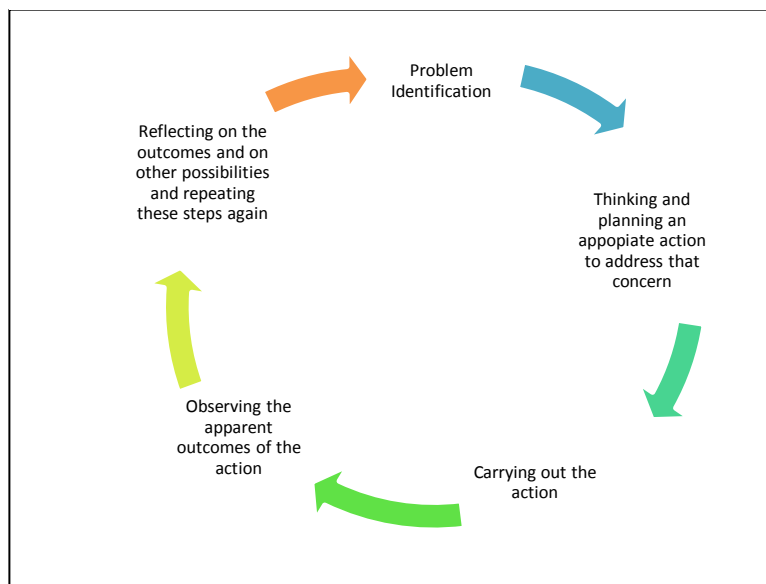 Problem
Identification
Thinking and
planning an
appopiate action
to address that
concern
Carrying out the
action
Observing the
apparent
outcomes of the
action
Reflecting on the
outcomes and on
other possibilities
and repeating
these steps again